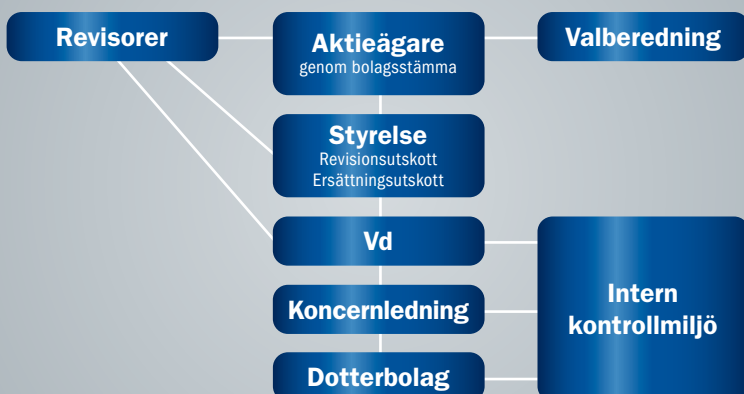 Revisorer
Aktieägare
genom bolagsstämma
Valberedning
Styrelse
Revisionsutskott
Ersättningsutskott
Vd
Koncernledning
Dotterbolag
Intern
kontrollmiljö